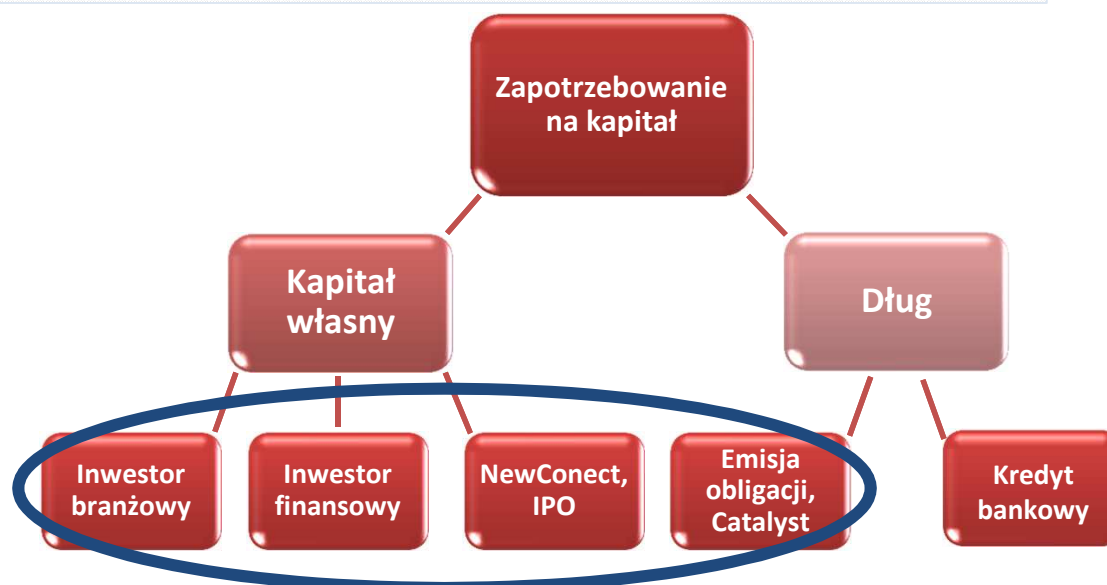 Zapotrzebowanie
na kapitał
Kapitał
własny
Dług
Inwestor
branżowy
Inwestor
finansowy
NewConect,
IPO
Emisja
obligacji,
Catalyst
Kredyt
bankowy